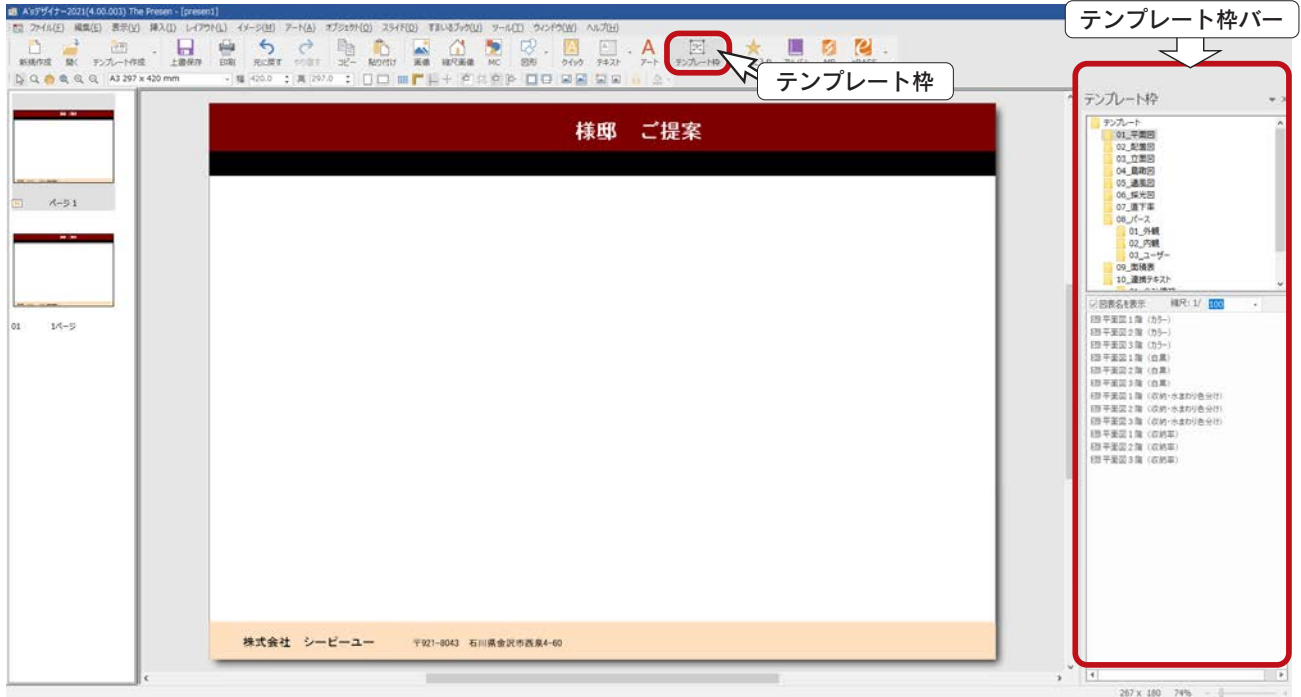 A'sデザイナー2021(4.00.003) The Presen - [presen1]
テンプレート枠バー
ファイル(F) 編集(E) 表示(V) 挿入(I) レイアウト(L) イメージ(M) アート(A) オブジェクト(O) スライド(D) すまいるブック(U) ツール(T) ウィンドウ(W) ヘルプ(H)
新規作成 開く テンプレート作成 上書保存 印刷 元に戻す やり直す コピー 貼り付け 画像 縮尺画像 MC 図形 クイック テキスト アート テンプレート枠
A3 297 x 420 mm 幅 420.0 高 297.0
テンプレート枠
テンプレート枠
テンプレート
01_平面図
02_配置図
03_立面図
04_鳥瞰図
05_通風図
06_採光図
07_直下率
08_パース
01_外観
02_内観
03_ユーザー
09_面積表
10_連携テキスト
図表名を表示 縮尺: 1/ 100
平面図1階（カラー）
平面図2階（カラー）
平面図3階（カラー）
平面図1階（白黒）
平面図2階（白黒）
平面図3階（白黒）
平面図1階（収納・水まわり色分け）
平面図2階（収納・水まわり色分け）
平面図3階（収納・水まわり色分け）
平面図1階（収納率）
平面図2階（収納率）
平面図3階（収納率）
ページ 1
01 1ページ
様邸 ご提案
株式会社 シーピーユー 〒921-8043 石川県金沢市西泉4-60
267 x 180 74%